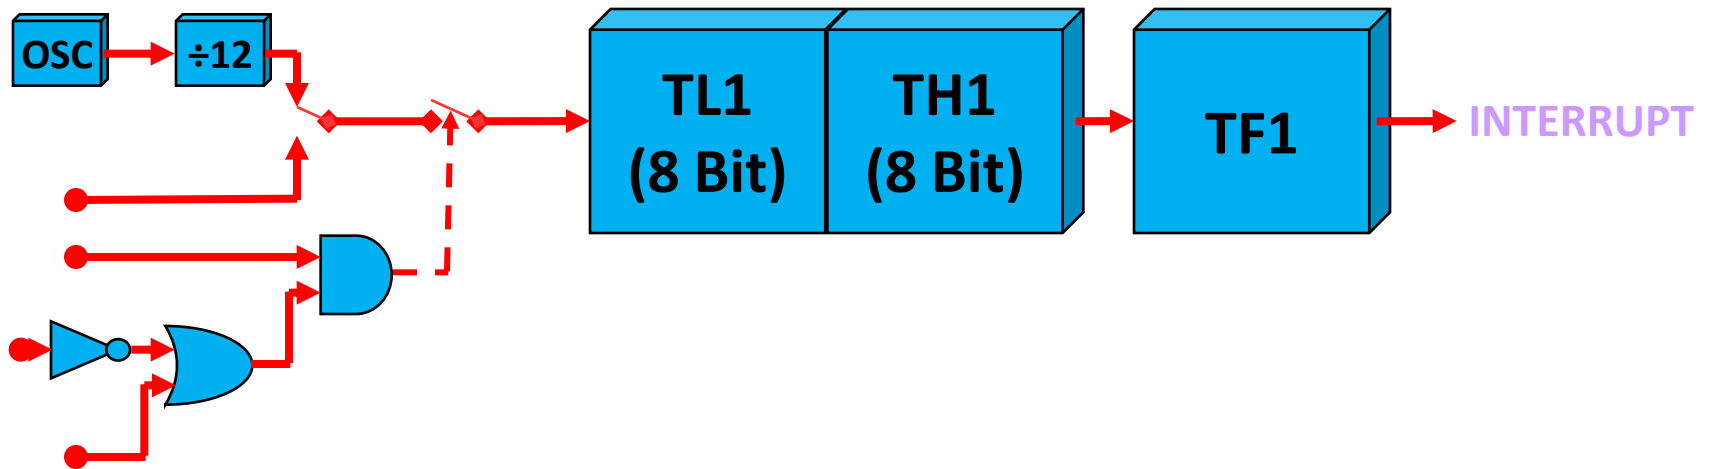 OSC
÷12
TL1
(8 Bit)
TH1
(8 Bit)
TF1
INTERRUPT